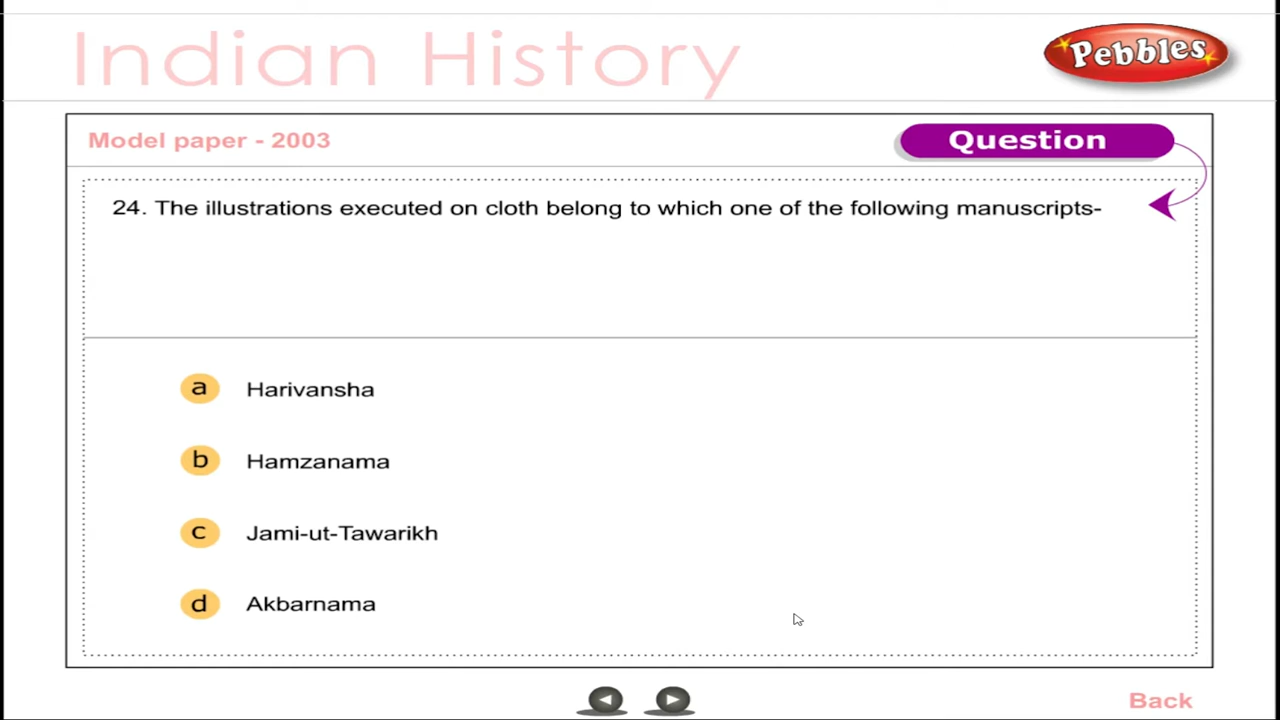 Indian History
Pebbles
Model paper - 2003
Question
24. The illustrations executed on cloth belong to which one of the following manuscripts-
a Harivansha
b Hamzanama
c Jami-ut-Tawarikh
d Akbarnama
Back